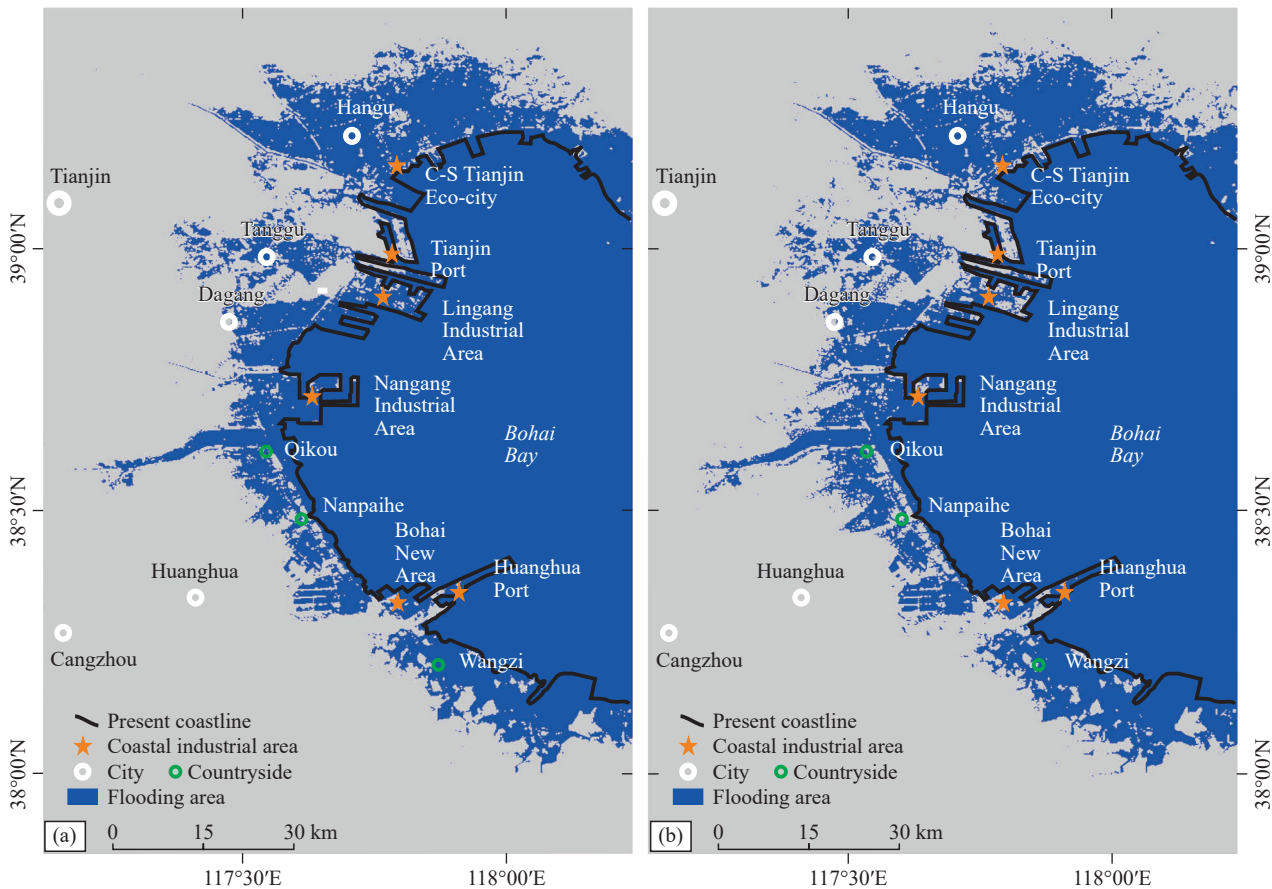 Hangu
C-S Tianjin
Eco-city
Tianjin
Tanggu
Tianjin
Port
Dagang
Lingang
Industrial
Area
Nangang
Industrial
Area
Bohai
Bay
Qikou
Nanpaihe
Bohai
New
Area
Huanghua
Huanghua
Port
Cangzhou
Wangzi
Present coastline
Coastal industrial area
City Countryside
Flooding area
(a) 0 15 30 km
39°00′N
38°30′N
38°00′N
117°30′E 118°00′E
Hangu
C-S Tianjin
Eco-city
Tianjin
Tanggu
Tianjin
Port
Dagang
Lingang
Industrial
Area
Nangang
Industrial
Area
Bohai
Bay
Qikou
Nanpaihe
Bohai
New
Area
Huanghua
Huanghua
Port
Cangzhou
Wangzi
Present coastline
Coastal industrial area
City Countryside
Flooding area
(b) 0 15 30 km
39°00′N
38°30′N
38°00′N
117°30′E 118°00′E